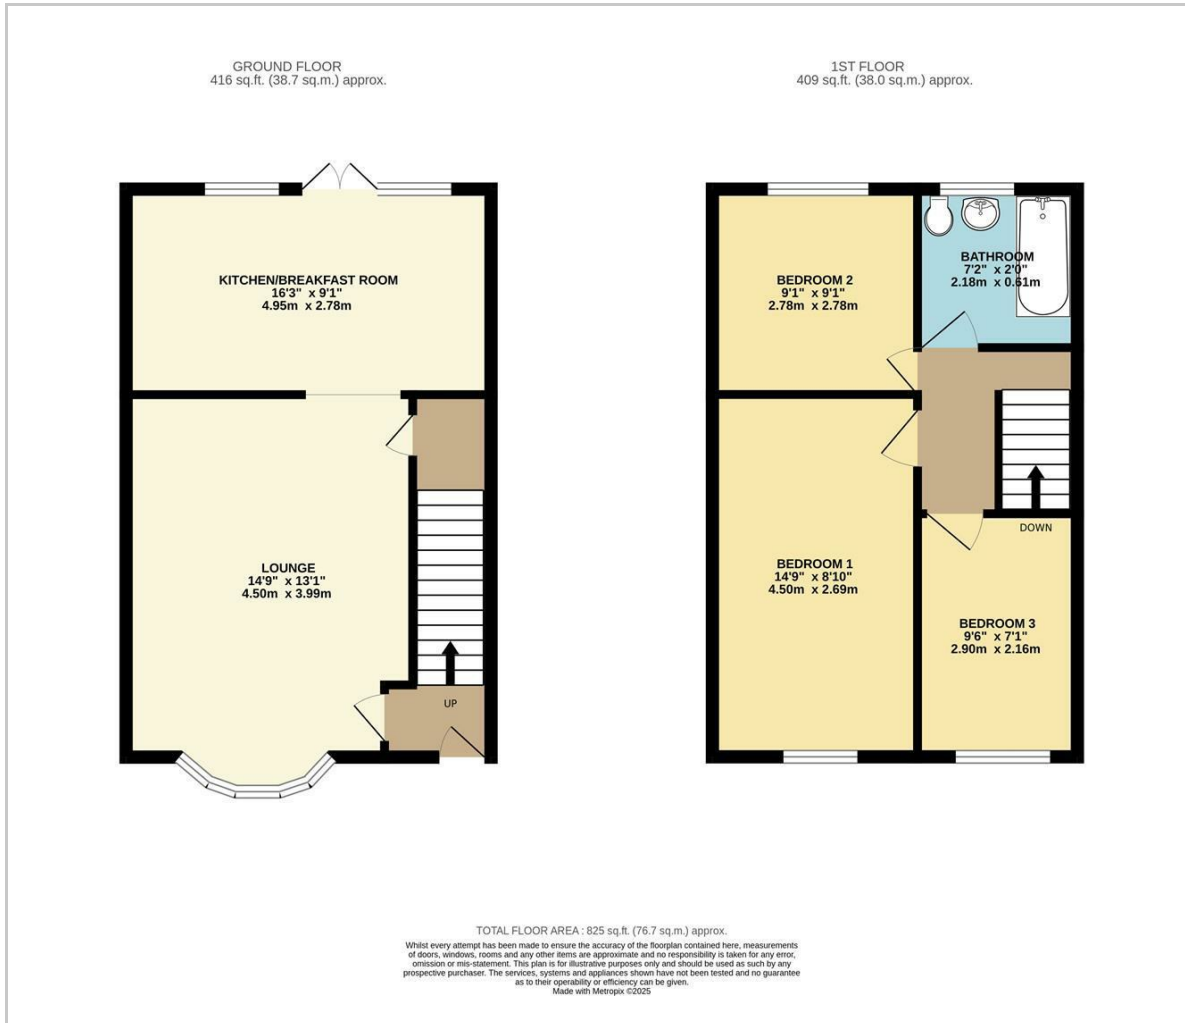 GROUND FLOOR
416 sq.ft. (38.7 sq.m.) approx.
1ST FLOOR
409 sq.ft. (38.0 sq.m.) approx.
KITCHEN/BREAKFAST ROOM
16'3" x 9'1"
4.95m x 2.78m
LOUNGE
14'9" x 13'1"
4.50m x 3.99m
UP
BEDROOM 2
9'1" x 9'1"
2.78m x 2.78m
BATHROOM
7'2" x 2'0"
2.18m x 0.61m
BEDROOM 1
14'9" x 8'10"
4.50m x 2.69m
DOWN
BEDROOM 3
9'6" x 7'1"
2.90m x 2.16m
TOTAL FLOOR AREA : 825 sq.ft. (76.7 sq.m.) approx.
Whilst every attempt has been made to ensure the accuracy of the floorplan contained here, measurements
of doors, windows, rooms and any other items are approximate and no responsibility is taken for any error,
omission or mis-statement. This plan is for illustrative purposes only and should be used as such by any
prospective purchaser. The services, systems and appliances shown have not been tested and no guarantee
as to their operability or efficiency can be given.
Made with Metropix ©2025